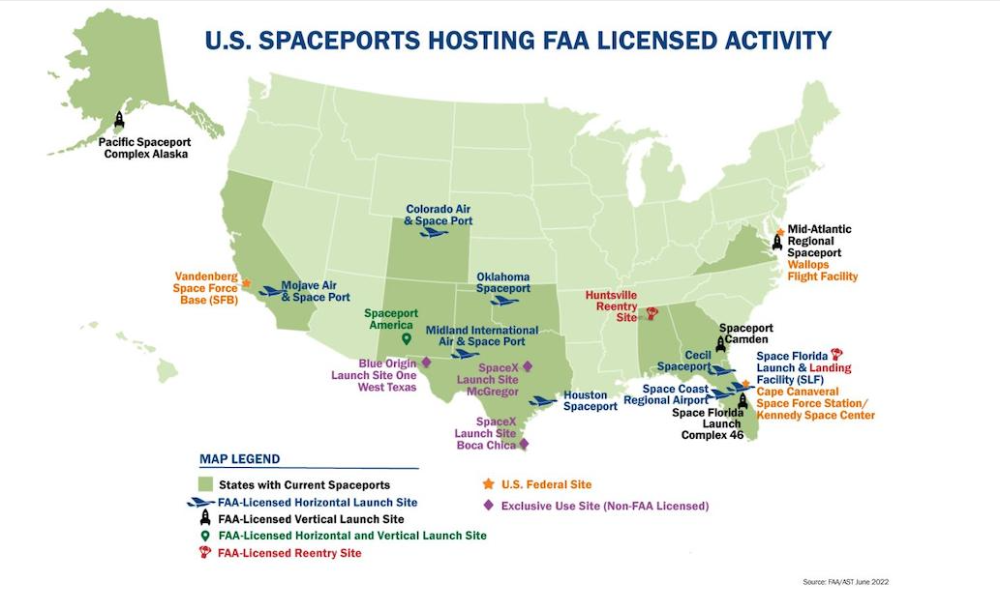 U.S. SPACEPORTS HOSTING FAA LICENSED ACTIVITY
Pacific Spaceport
Complex Alaska
Colorado Air
& Space Port
Mid-Atlantic
Regional
Spaceport
Wallops
Flight Facility
Vandenberg
Space Force
Base (SFB)
Mojave Air
& Space Port
Oklahoma
Spaceport
Huntsville
Reentry
Site
Spaceport
America
Midland International
Air & Space Port
Spaceport
Camden
Blue Origin
Launch Site One
West Texas
SpaceX
Launch Site
McGregor
Cecil
Spaceport
Space Florida
Launch & Landing
Facility (SLF)
Cape Canaveral
Space Force Station/
Kennedy Space Center
Houston
Spaceport
Space Coast
Regional Airport
Space Florida
Launch
Complex 46
SpaceX
Launch Site
Boca Chica
MAP LEGEND
States with Current Spaceports
FAA-Licensed Horizontal Launch Site
FAA-Licensed Vertical Launch Site
FAA-Licensed Horizontal and Vertical Launch Site
FAA-Licensed Reentry Site
U.S. Federal Site
Exclusive Use Site (Non-FAA Licensed)
Source: FAA/AST June 2022